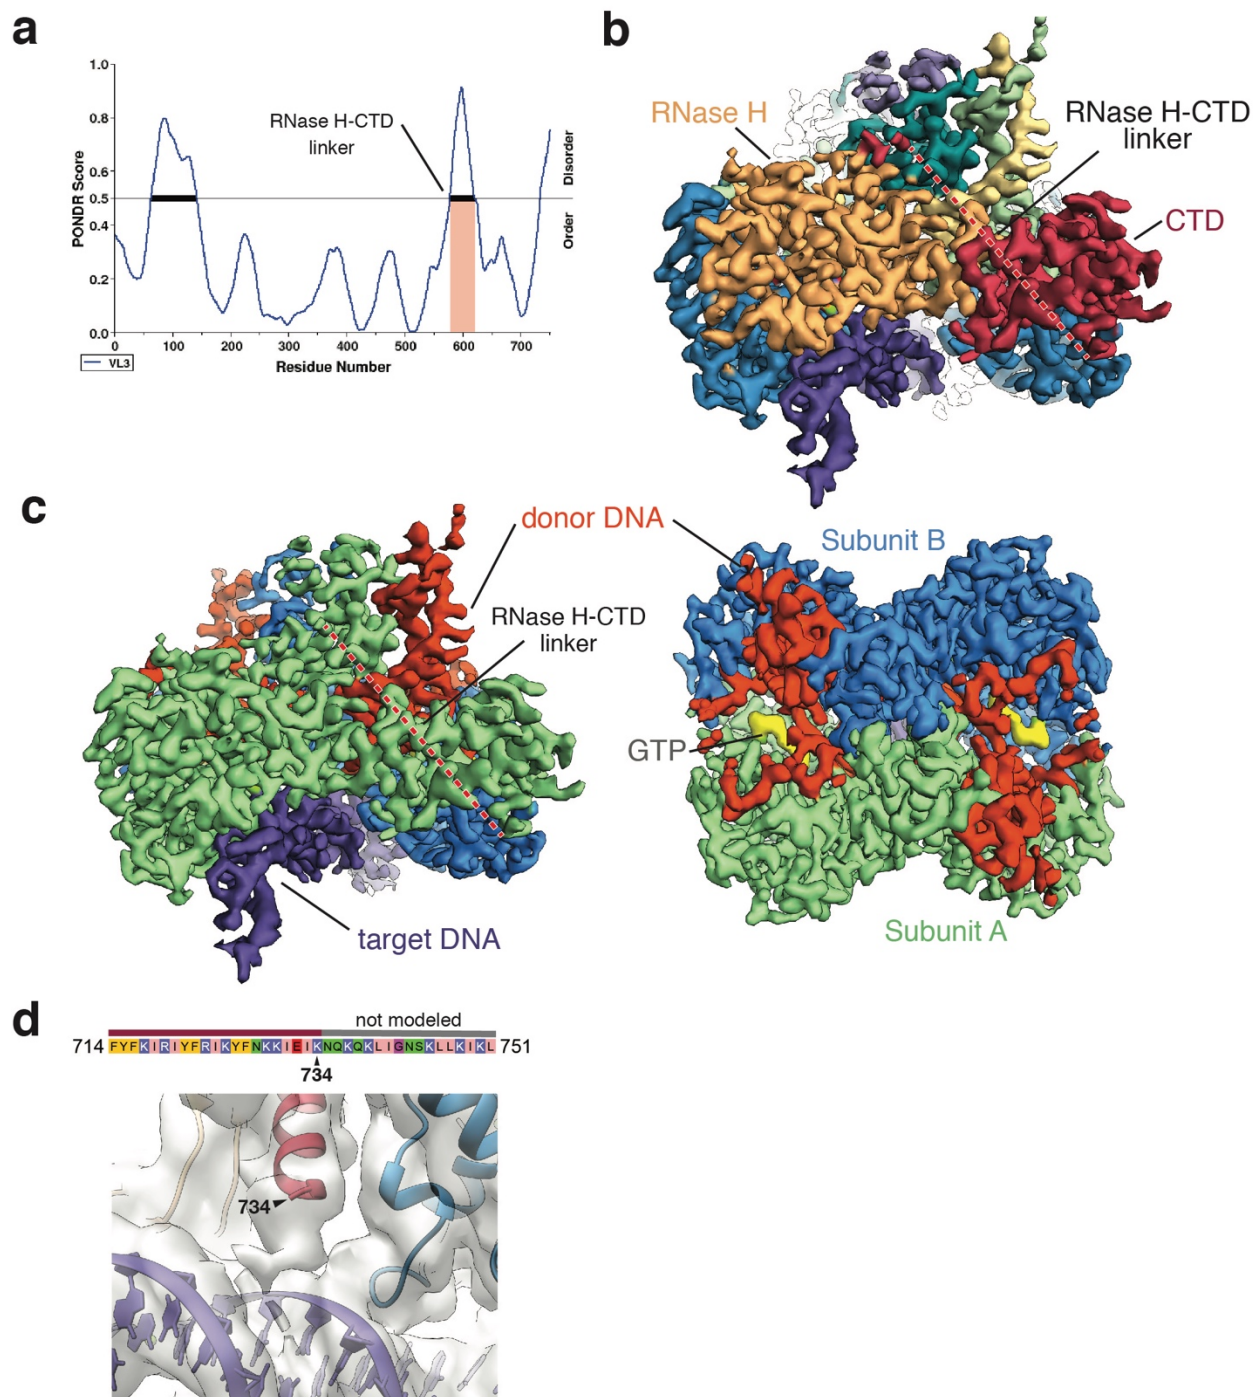 a
1.0
0.8
0.6
0.5
0.4
0.2
0.0
PONDR Score
0
100
200
300
400
500
600
700
Residue Number
VL3
Disorder
Order
RNase H-CTD
linker
b
RNase H
RNase H-CTD
linker
CTD
c
donor DNA
RNase H-CTD
linker
target DNA
Subunit B
GTP
Subunit A
d
not modeled
714 FYFKIRIYFRIKYFNKKIEIKNQKQKLIGNSKLLKIKL 751
734
734